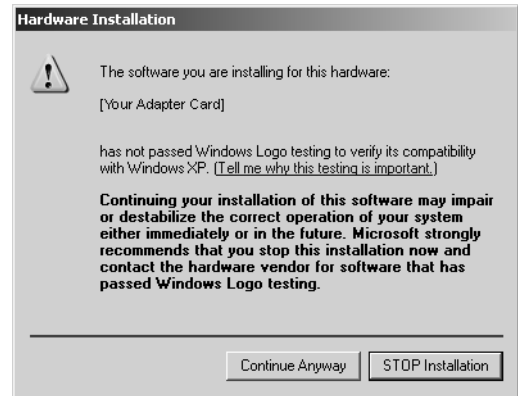 Hardware Installation
The software you are installing for this hardware:
[Your Adapter Card]
has not passed Windows Logo testing to verify its compatibility
with Windows XP. (Tell me why this testing is important.)
Continuing your installation of this software may impair
or destabilize the correct operation of your system
either immediately or in the future. Microsoft strongly
recommends that you stop this installation now and
contact the hardware vendor for software that has
passed Windows Logo testing.
Continue Anyway
STOP Installation